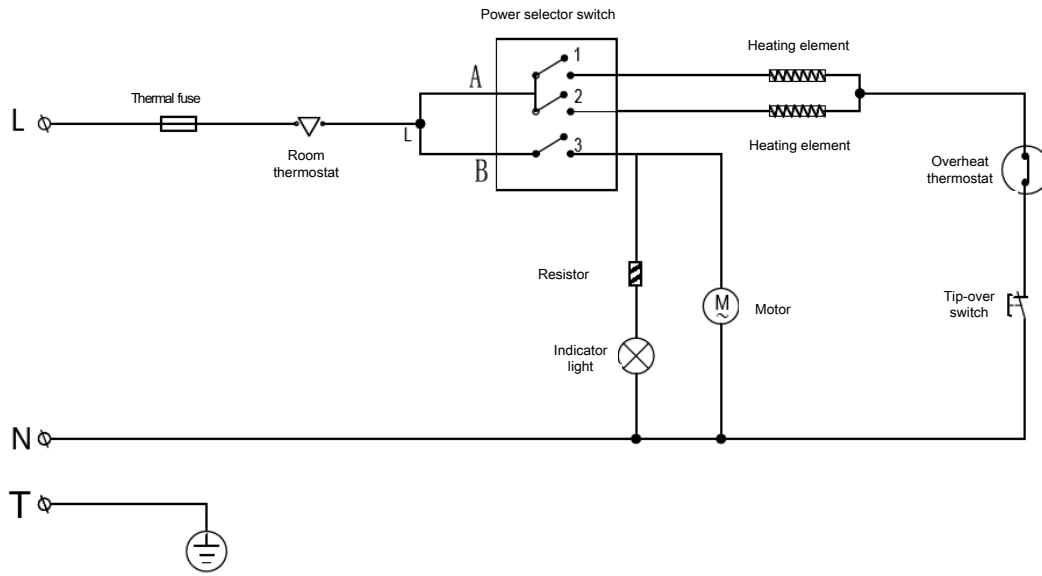 Power selector switch
Heating element
1
A
2
Thermal fuse
L
L
Room
thermostat
Heating element
3
B
Overheat
thermostat
Resistor
M
~
Motor
Tip-over
switch
Indicator
light
N
T